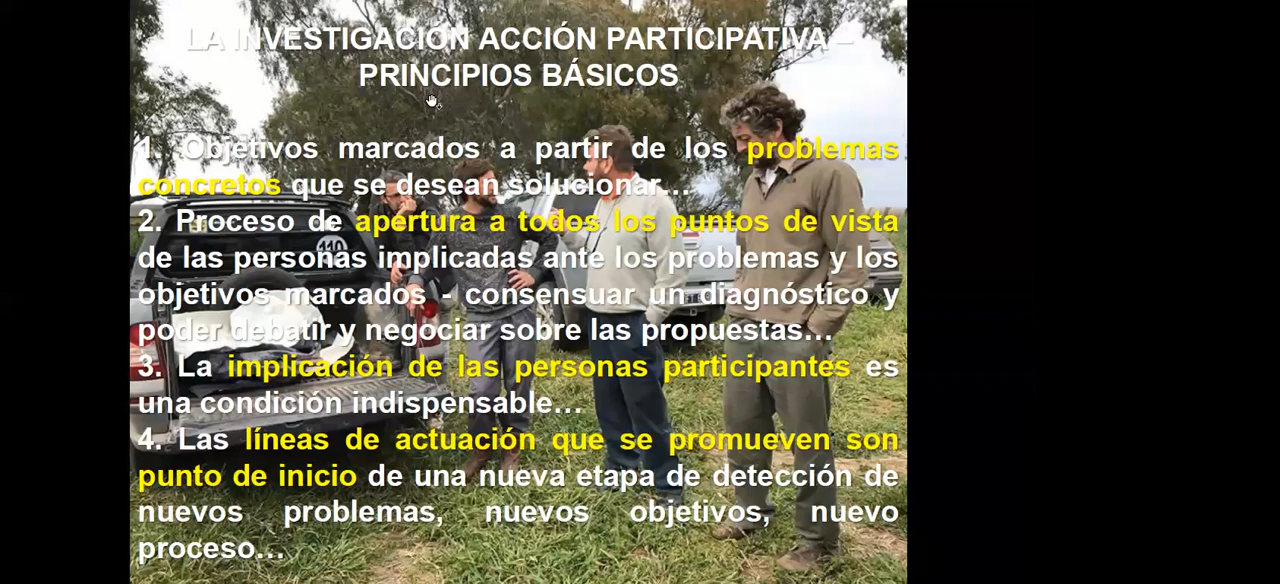 LA INVESTIGACIÓN ACCIÓN PARTICIPATIVA –
PRINCIPIOS BÁSICOS
1. Objetivos marcados a partir de los problemas
concretos que se desean solucionar…
2. Proceso de apertura a todos los puntos de vista
de las personas implicadas ante los problemas y los
objetivos marcados - consensuar un diagnóstico y
poder debatir y negociar sobre las propuestas…
3. La implicación de las personas participantes es
una condición indispensable…
4. Las líneas de actuación que se promueven son
punto de inicio de una nueva etapa de detección de
nuevos problemas, nuevos objetivos, nuevo
proceso…
110